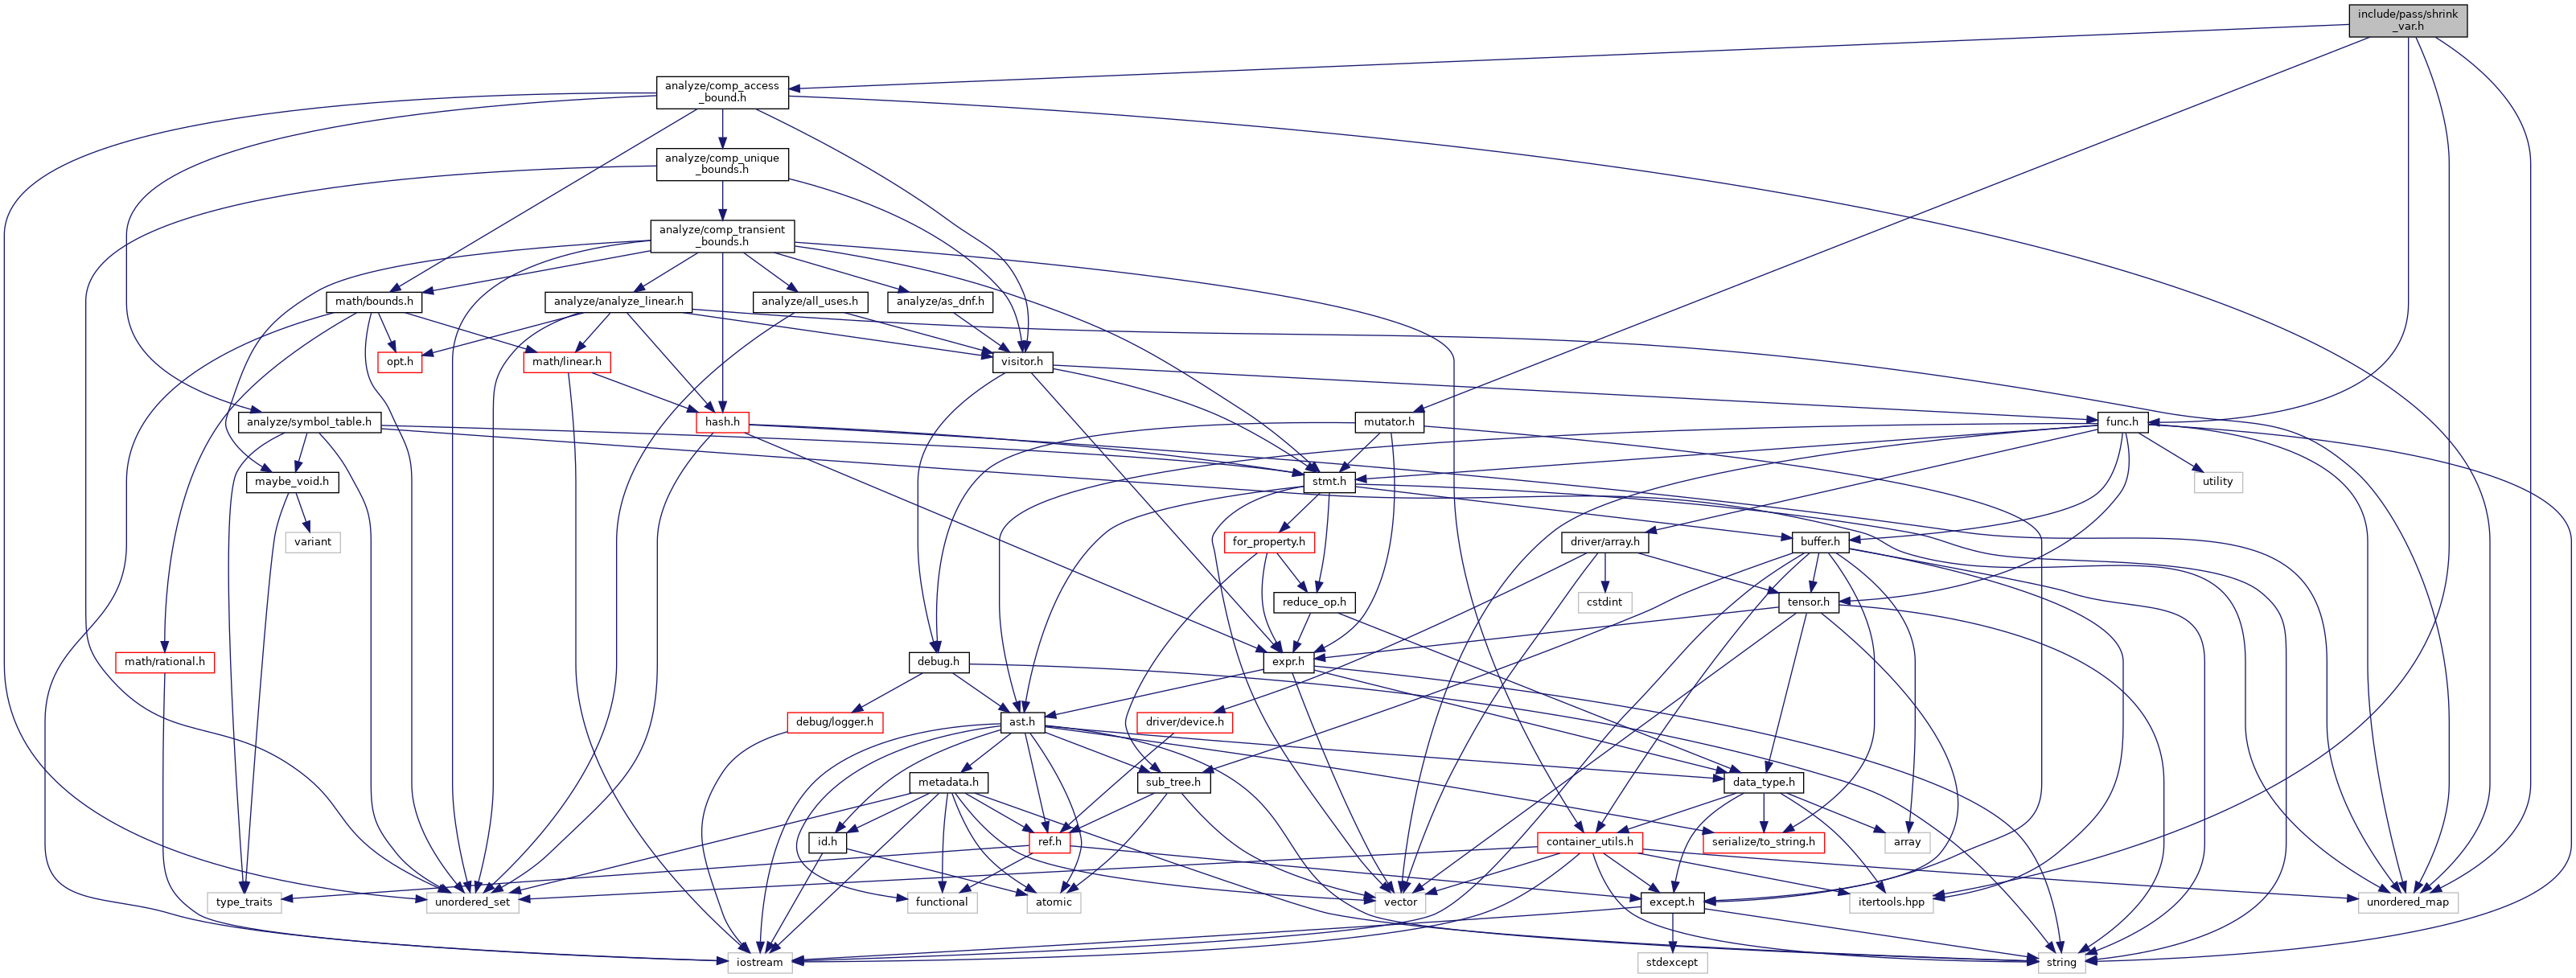 include/pass/shrink
_var.h
analyze/comp_access
_bound.h
analyze/comp_unique
_bounds.h
analyze/comp_transient
_bounds.h
math/bounds.h
analyze/analyze_linear.h
analyze/all_uses.h
analyze/as_dnf.h
opt.h
math/linear.h
visitor.h
analyze/symbol_table.h
hash.h
mutator.h
func.h
maybe_void.h
stmt.h
utility
variant
for_property.h
driver/array.h
buffer.h
reduce_op.h
cstdint
tensor.h
math/rational.h
debug.h
expr.h
debug/logger.h
ast.h
driver/device.h
metadata.h
sub_tree.h
data_type.h
id.h
ref.h
container_utils.h
serialize/to_string.h
array
type_traits
unordered_set
functional
atomic
vector
except.h
itertools.hpp
unordered_map
iostream
stdexcept
string